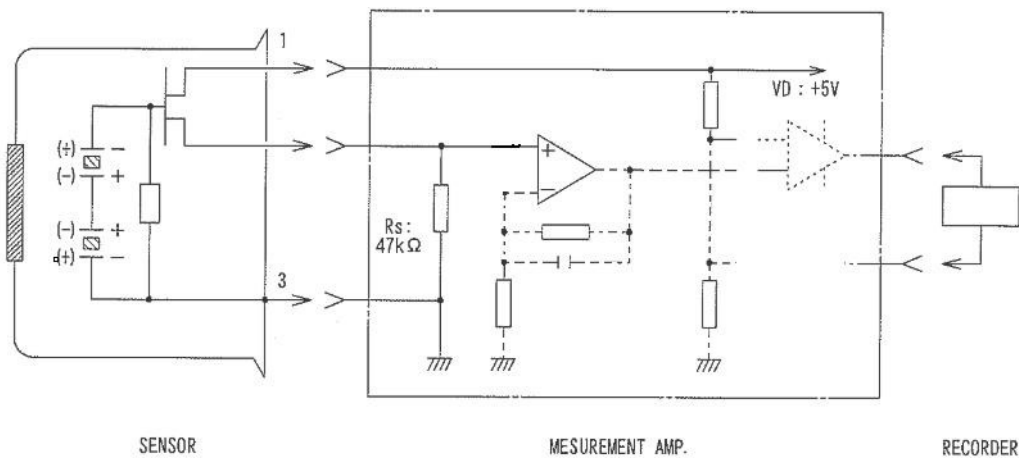 1
VD : +5V
(+) −
(−) +
(−) +
(+) −
+
−
Rs:
47kΩ
3
SENSOR
MESUREMENT AMP.
RECORDER